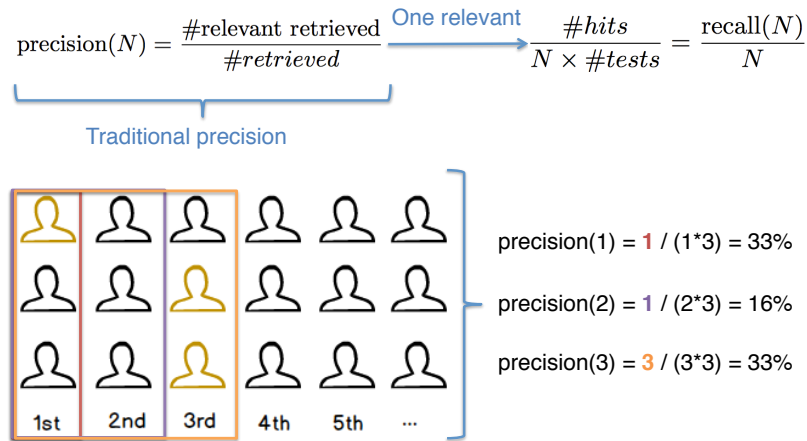 One relevant
precision(N) = #relevant retrieved / #retrieved
#hits / N × #tests = recall(N) / N
Traditional precision
precision(1) = 1 / (1*3) = 33%
precision(2) = 1 / (2*3) = 16%
precision(3) = 3 / (3*3) = 33%
1st 2nd 3rd 4th 5th ...